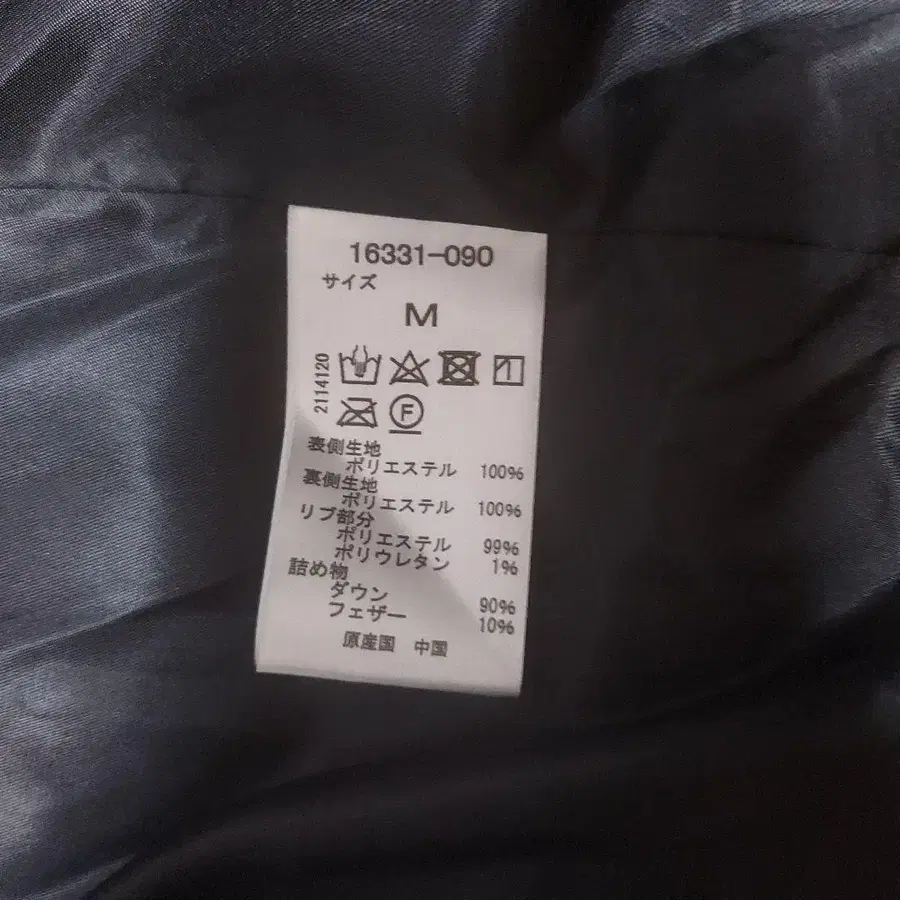 16331-090
サイズ
M
2114120
F
表側生地
ポリエステル 100%
裏側生地
ポリエステル 100%
リブ部分
ポリエステル 99%
ポリウレタン 1%
詰め物
ダウン 90%
フェザー 10%
原産国 中国